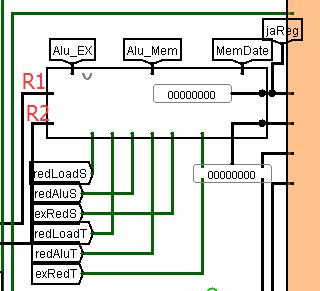 jaReg
Alu_EX
Alu_Mem
MemDate
R1
00000000
R2
redLoadS
00000000
redAluS
exRedS
redLoadT
redAluT
exRedT